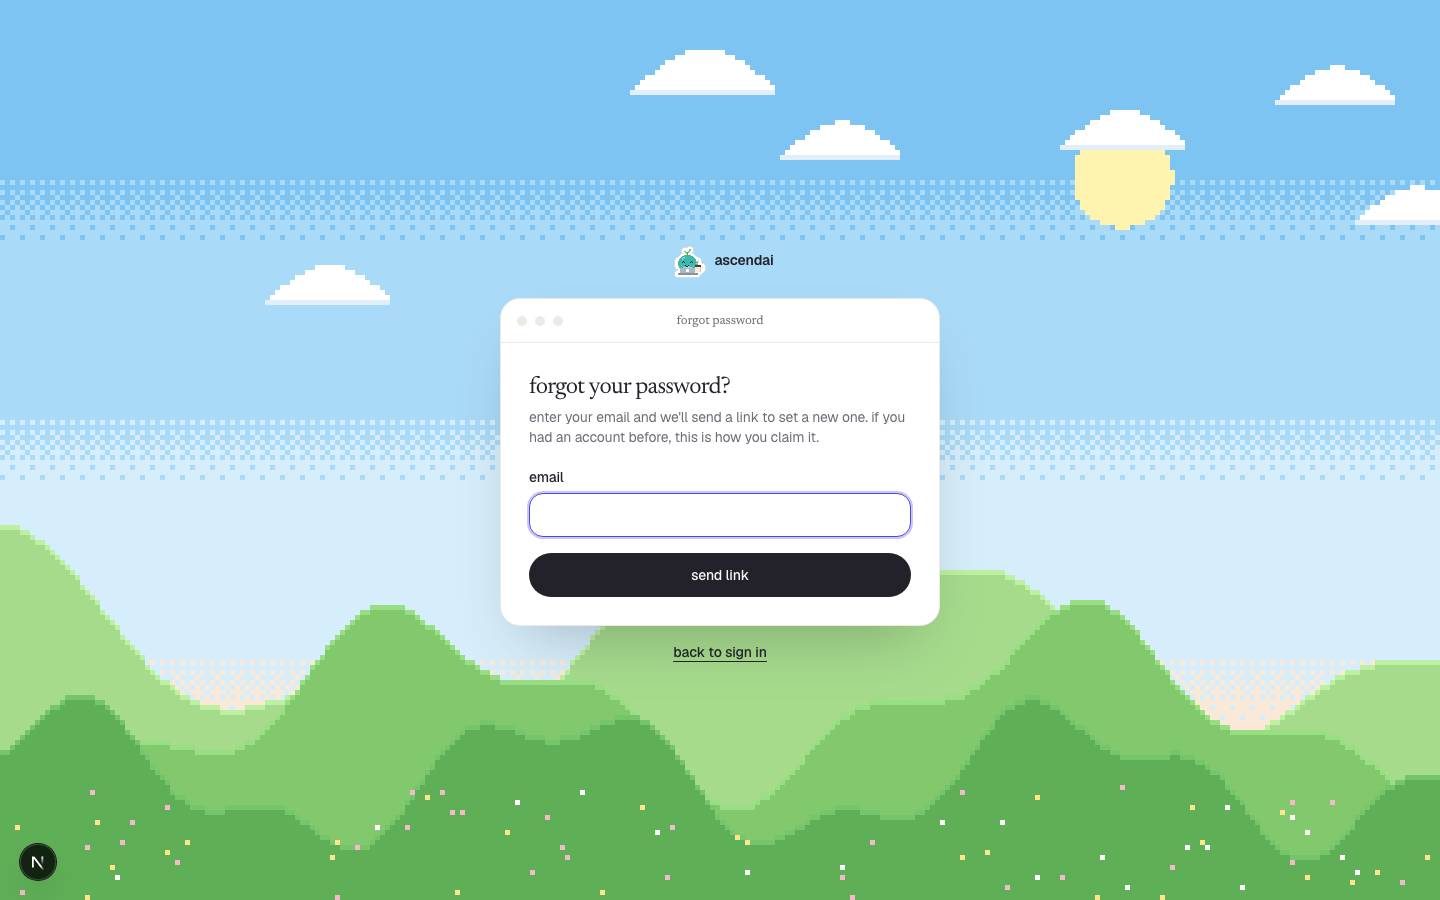 ascendai
forgot password
forgot your password?
enter your email and we'll send a link to set a new one. if you
had an account before, this is how you claim it.
email
send link
back to sign in
N